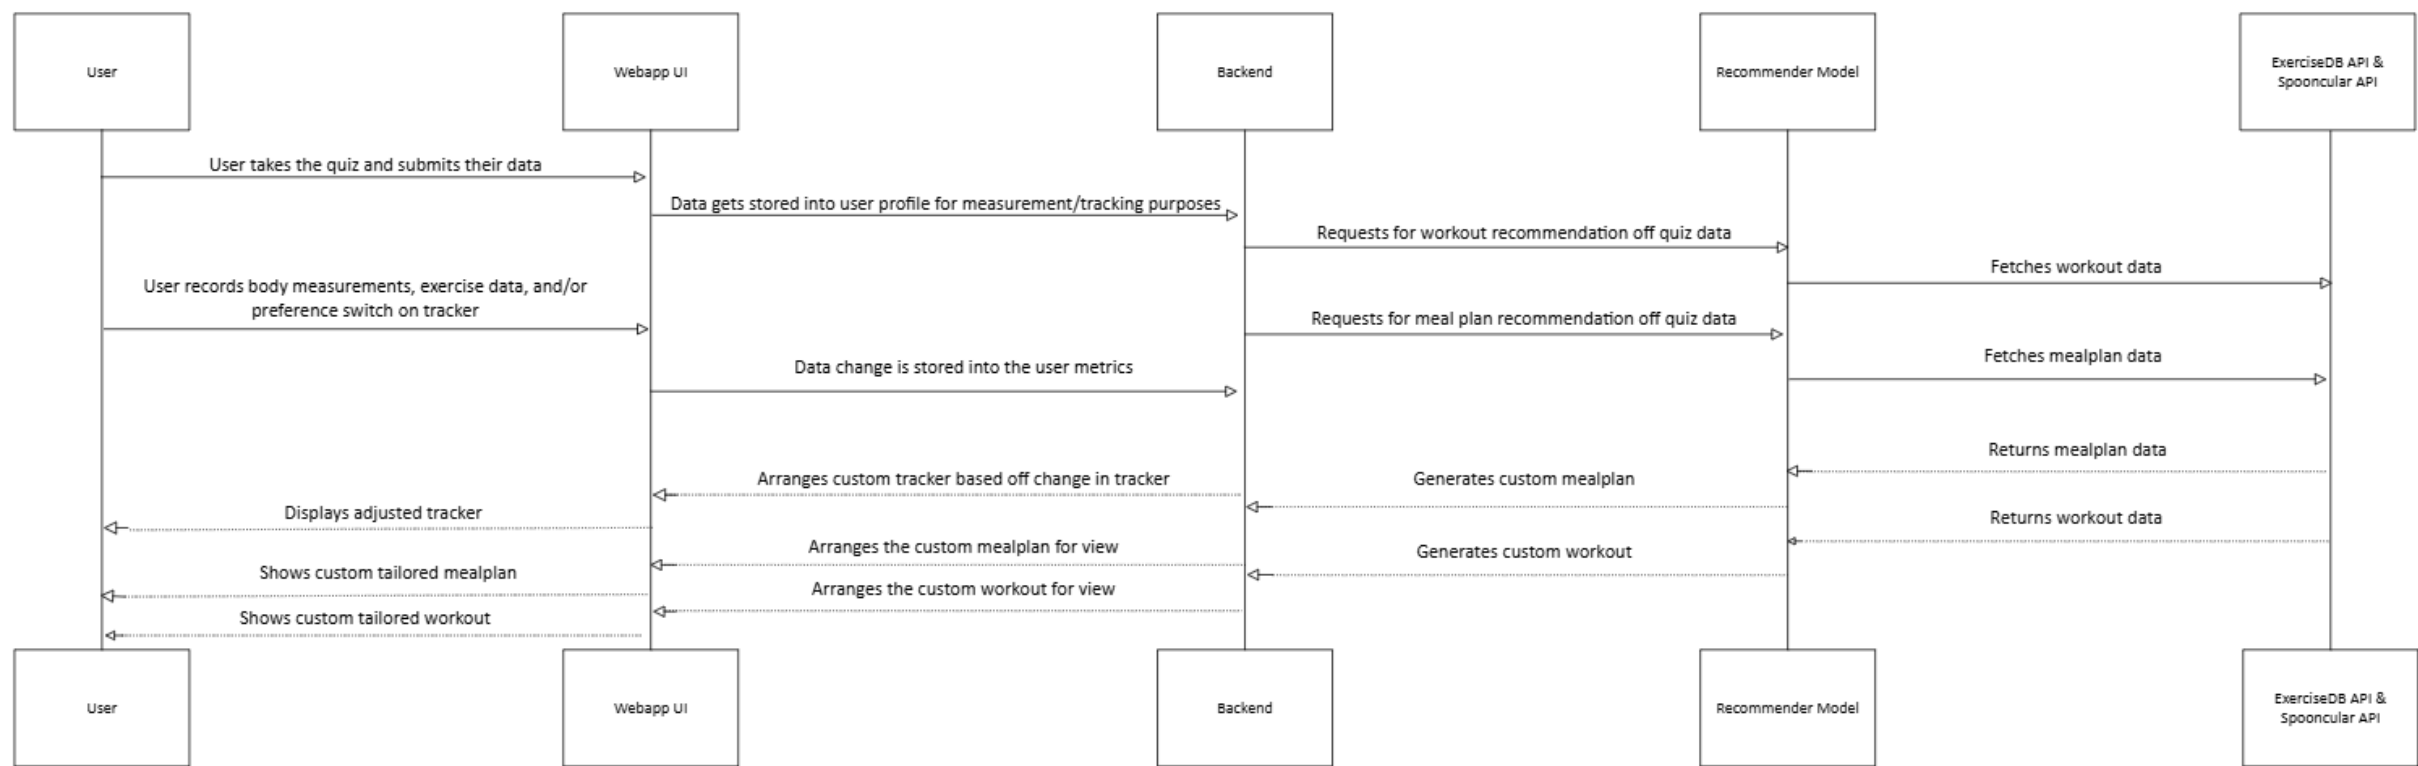 User
Webapp UI
Backend
Recommender Model
ExerciseDB API &
Spooncular API
User takes the quiz and submits their data
Data gets stored into user profile for measurement/tracking purposes
Requests for workout recommendation off quiz data
Fetches workout data
User records body measurements, exercise data, and/or
preference switch on tracker
Requests for meal plan recommendation off quiz data
Fetches mealplan data
Data change is stored into the user metrics
Returns mealplan data
Arranges custom tracker based off change in tracker
Generates custom mealplan
Displays adjusted tracker
Returns workout data
Arranges the custom mealplan for view
Generates custom workout
Shows custom tailored mealplan
Arranges the custom workout for view
Shows custom tailored workout
User
Webapp UI
Backend
Recommender Model
ExerciseDB API &
Spooncular API